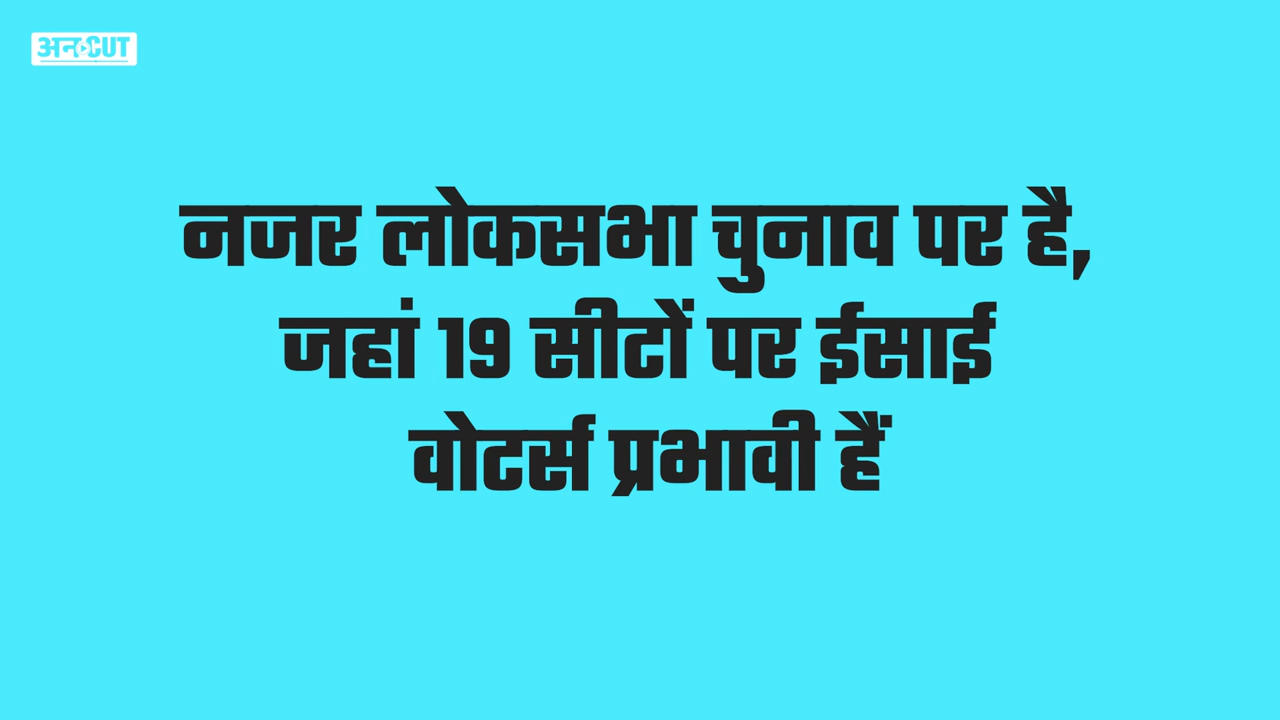 अनCUT
नजर लोकसभा चुनाव पर है,
जहां 19 सीटों पर ईसाई
वोटर्स प्रभावी हैं